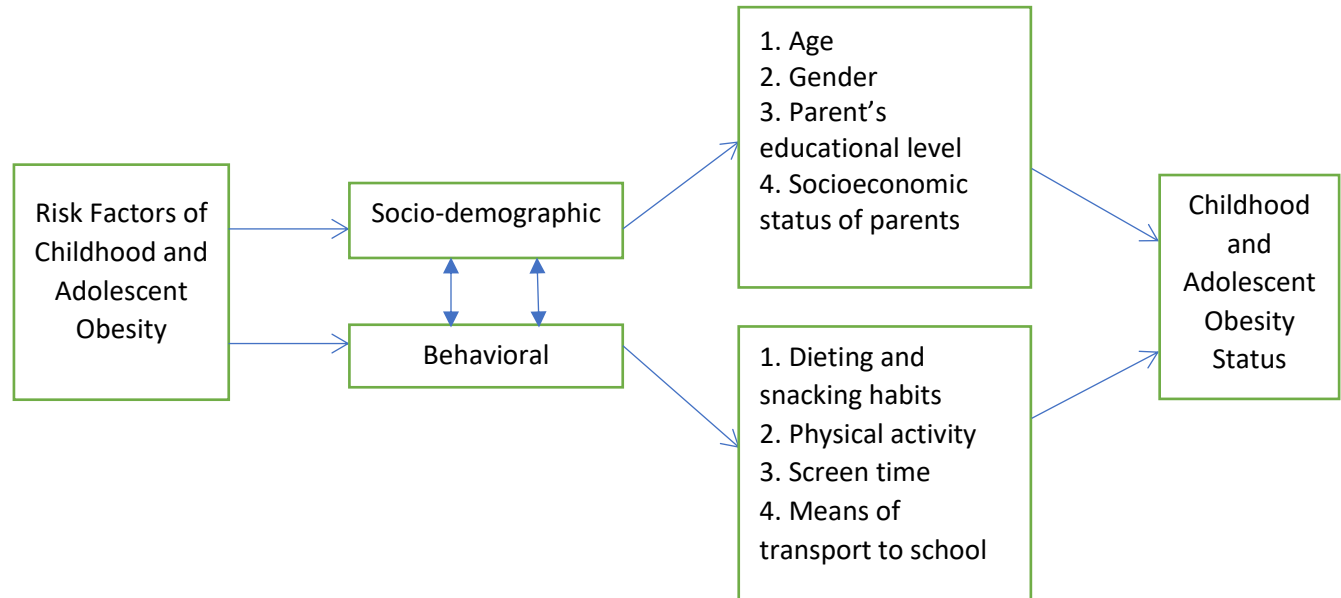 Risk Factors of
Childhood and
Adolescent
Obesity
Socio-demographic
Behavioral
1. Age
2. Gender
3. Parent’s
educational level
4. Socioeconomic
status of parents
1. Dieting and
snacking habits
2. Physical activity
3. Screen time
4. Means of
transport to school
Childhood
and
Adolescent
Obesity
Status